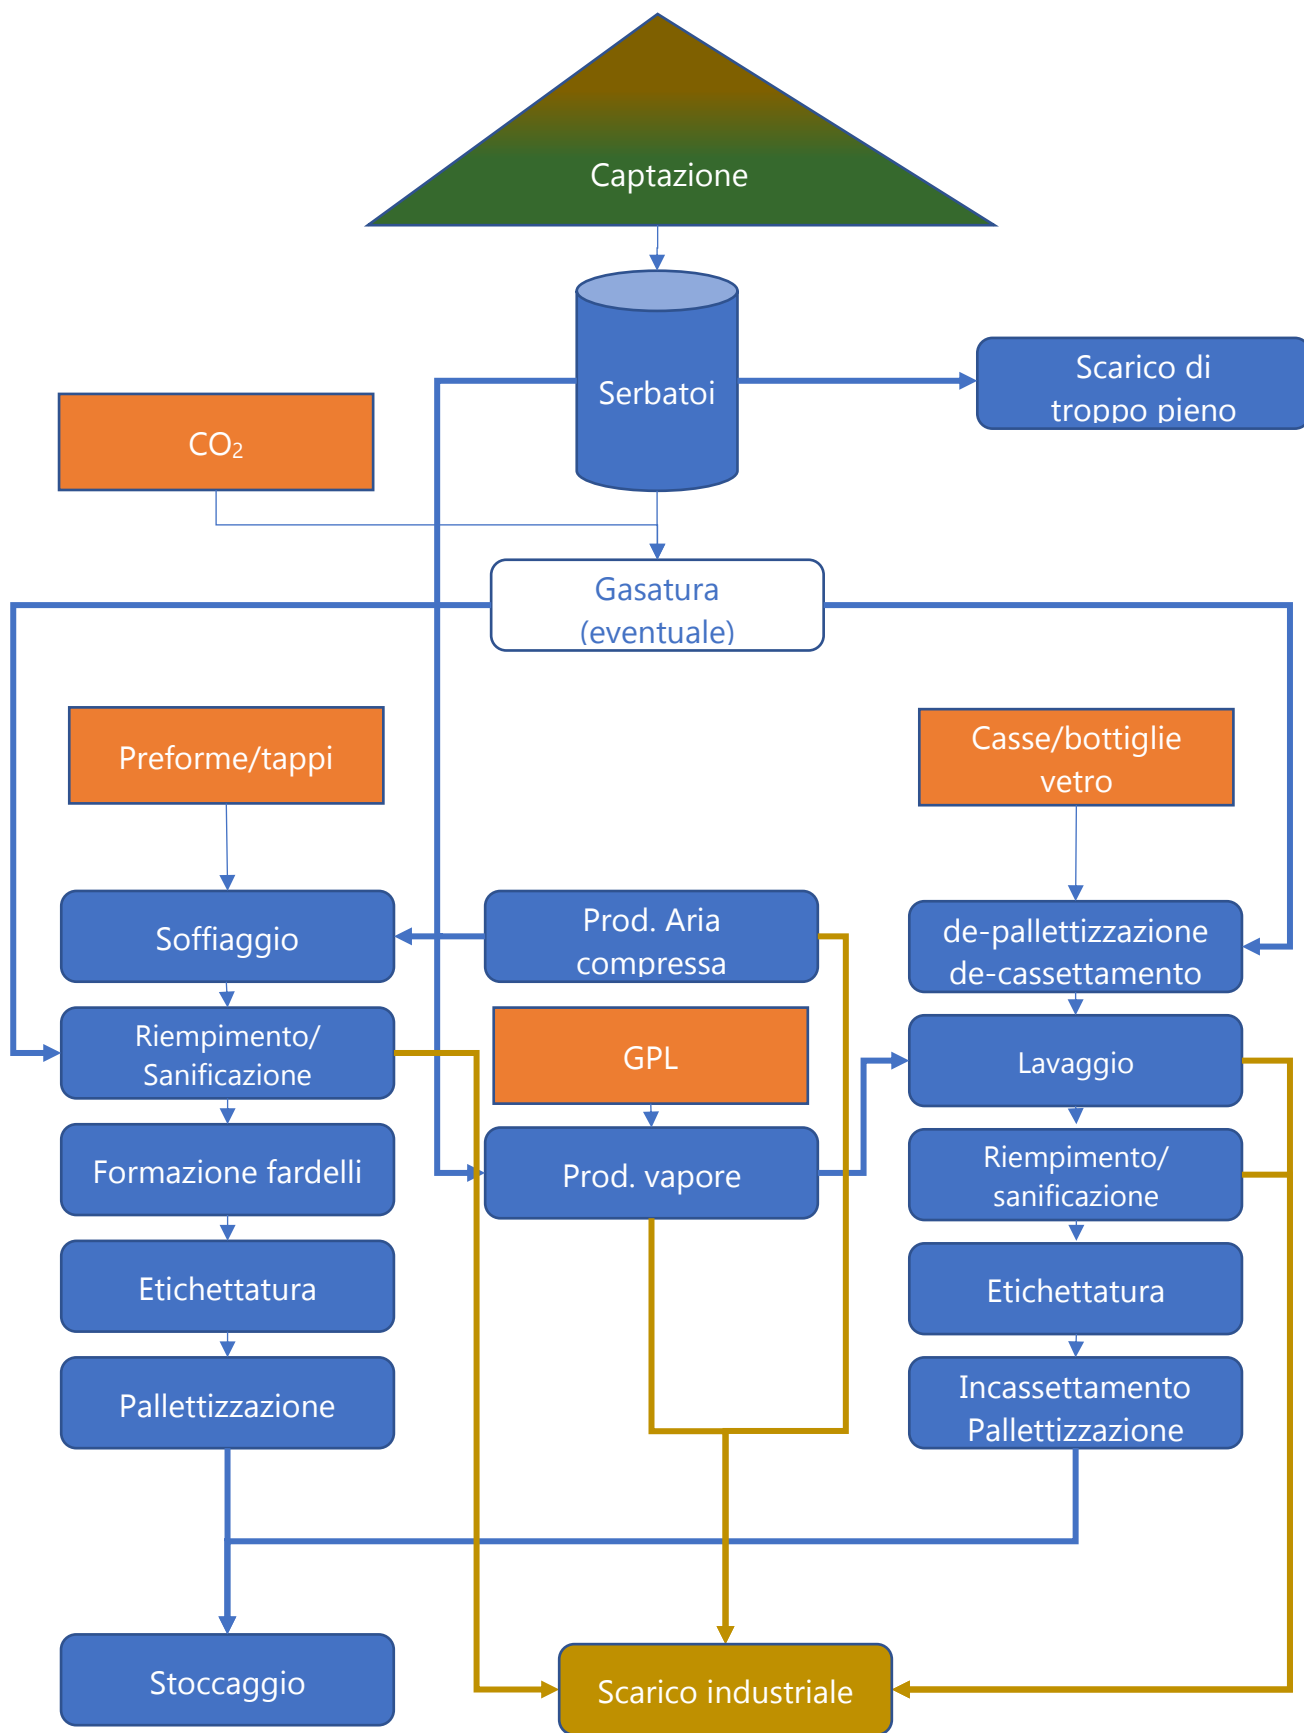 Captazione
Serbatoi
Scarico di
troppo pieno
CO₂
Gasatura
(eventuale)
Preforme/tappi
Casse/bottiglie
vetro
Soffiaggio
Prod. Aria
compressa
de-pallettizzazione
de-cassettamento
Riempimento/
Sanificazione
GPL
Lavaggio
Formazione fardelli
Prod. vapore
Riempimento/
sanificazione
Etichettatura
Etichettatura
Pallettizzazione
Incassettamento
Pallettizzazione
Stoccaggio
Scarico industriale